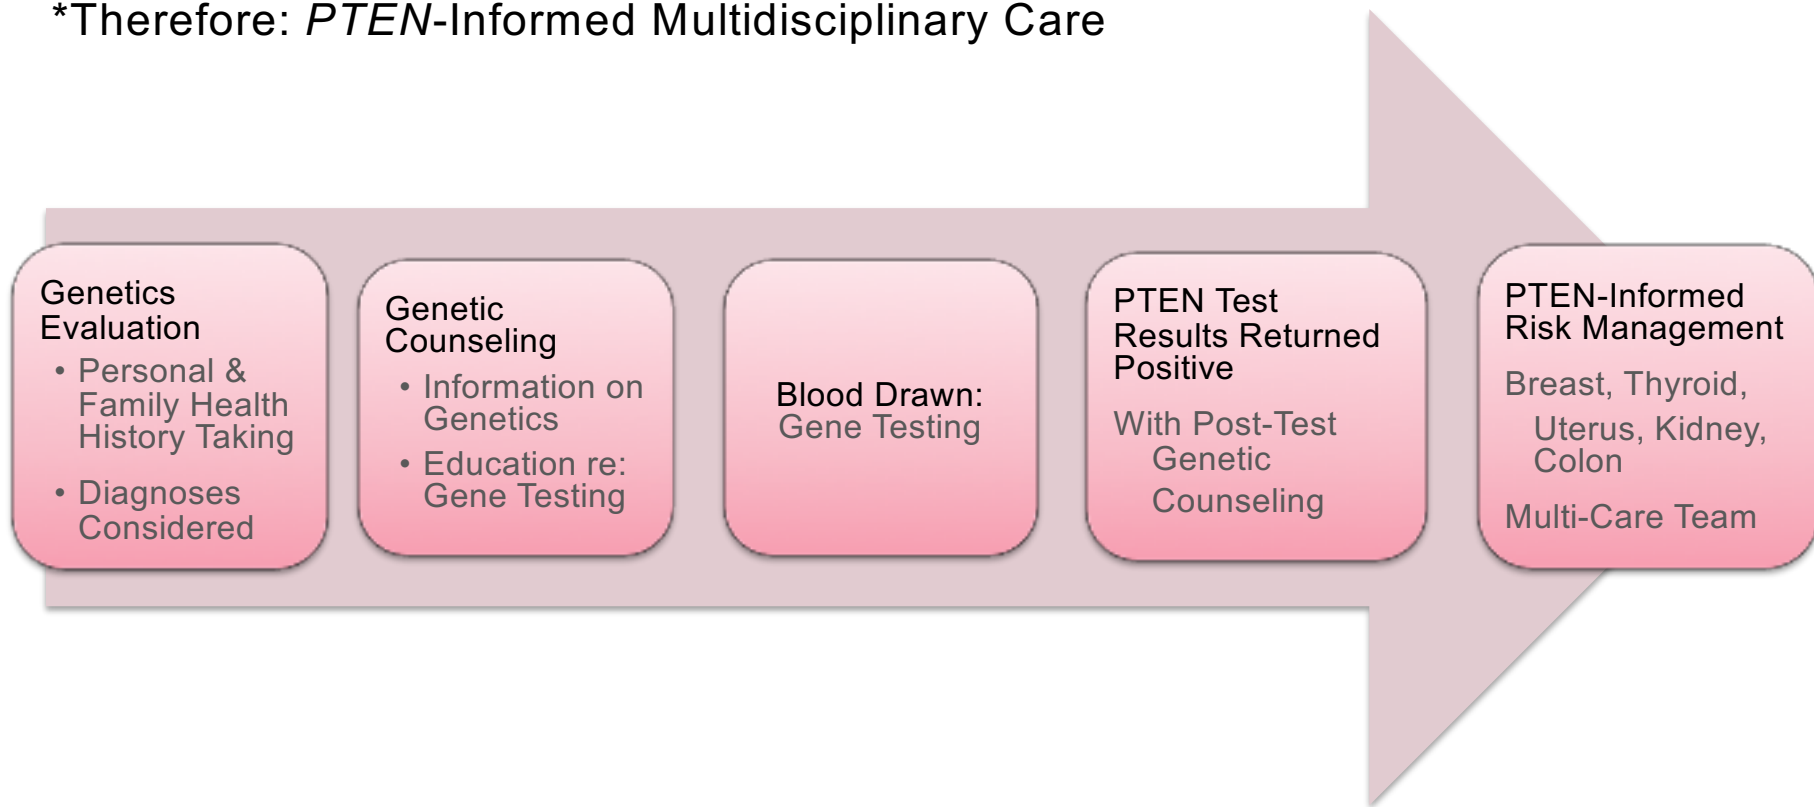 *Therefore: PTEN-Informed Multidisciplinary Care
Genetics
Evaluation
• Personal &
Family Health
History Taking
• Diagnoses
Considered
Genetic
Counseling
• Information on
Genetics
• Education re:
Gene Testing
Blood Drawn:
Gene Testing
PTEN Test
Results Returned
Positive
With Post-Test
Genetic
Counseling
PTEN-Informed
Risk Management
Breast, Thyroid,
Uterus, Kidney,
Colon
Multi-Care Team